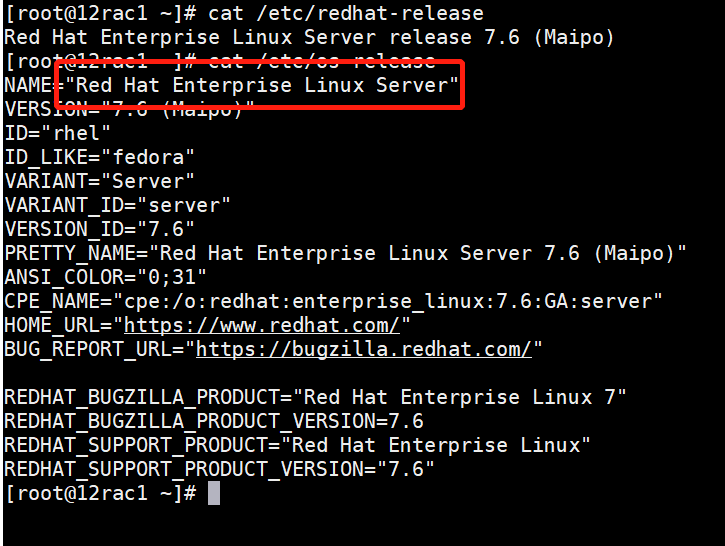 [root@12rac1 ~]# cat /etc/redhat-release
Red Hat Enterprise Linux Server release 7.6 (Maipo)
[root@12rac1 ~]# cat /etc/os-release
NAME="Red Hat Enterprise Linux Server"
VERSION="7.6 (Maipo)"
ID="rhel"
ID_LIKE="fedora"
VARIANT="Server"
VARIANT_ID="server"
VERSION_ID="7.6"
PRETTY_NAME="Red Hat Enterprise Linux Server 7.6 (Maipo)"
ANSI_COLOR="0;31"
CPE_NAME="cpe:/o:redhat:enterprise_linux:7.6:GA:server"
HOME_URL="https://www.redhat.com/"
BUG_REPORT_URL="https://bugzilla.redhat.com/"
REDHAT_BUGZILLA_PRODUCT="Red Hat Enterprise Linux 7"
REDHAT_BUGZILLA_PRODUCT_VERSION=7.6
REDHAT_SUPPORT_PRODUCT="Red Hat Enterprise Linux"
REDHAT_SUPPORT_PRODUCT_VERSION="7.6"
[root@12rac1 ~]#